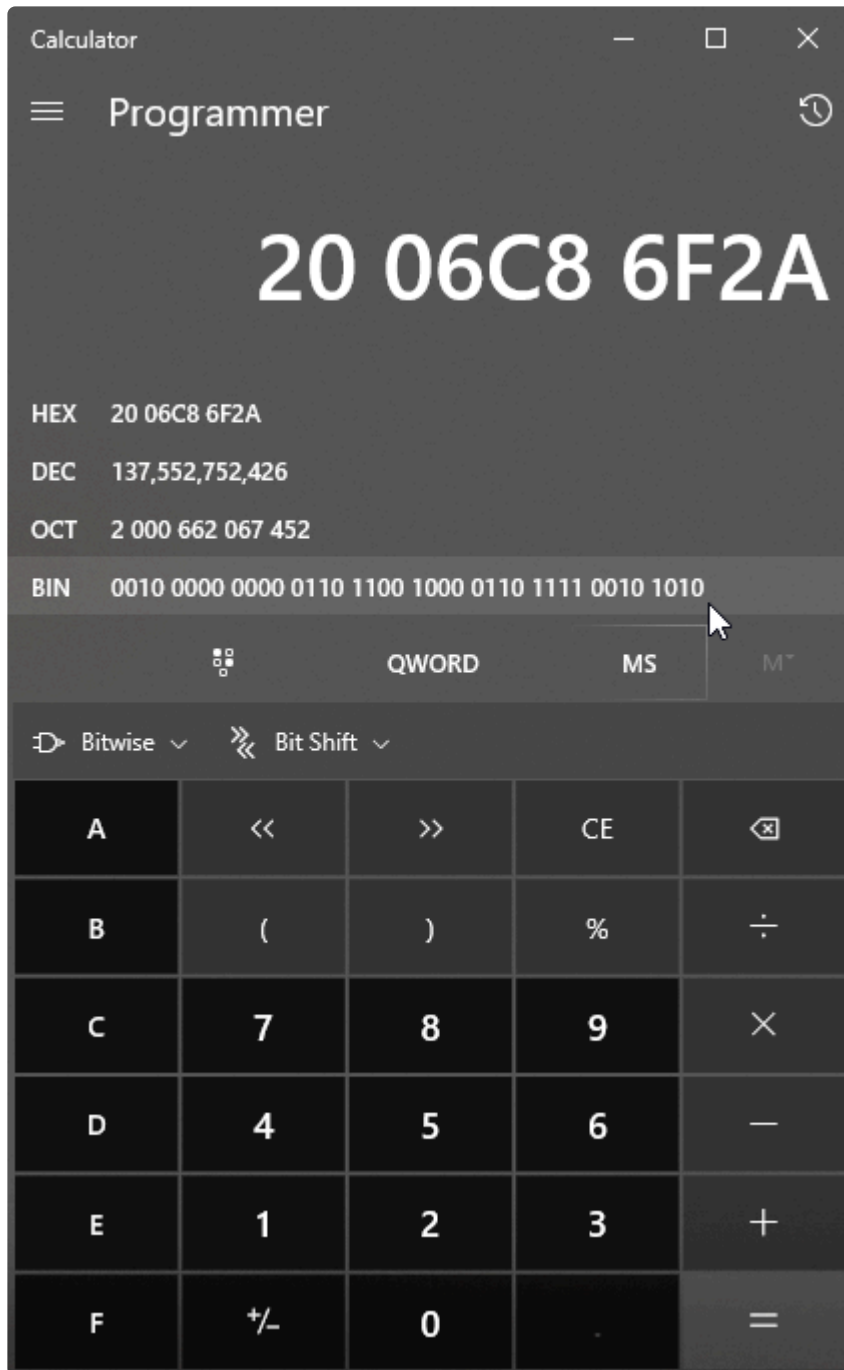 Calculator
Programmer
20 06C8 6F2A
HEX 20 06C8 6F2A
DEC 137,552,752,426
OCT 2 000 662 067 452
BIN 0010 0000 0000 0110 1100 1000 0110 1111 0010 1010
QWORD MS M
Bitwise Bit Shift
A << >> CE
B ( ) % ÷
C 7 8 9 ×
D 4 5 6 −
E 1 2 3 +
F +/− 0 . =